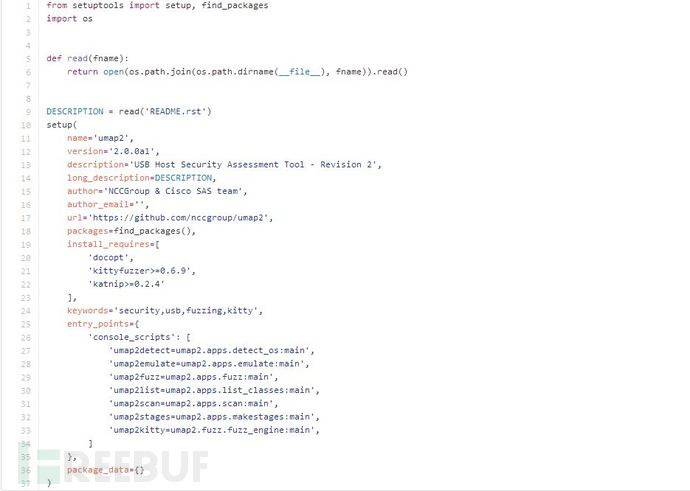 1 from setuptools import setup, find_packages
2 import os
3
4
5 def read(fname):
6     return open(os.path.join(os.path.dirname(__file__), fname)).read()
7
8
9 DESCRIPTION = read('README.rst')
10 setup(
11     name='umap2',
12     version='2.0.0a1',
13     description='USB Host Security Assessment Tool - Revision 2',
14     long_description=DESCRIPTION,
15     author='NCCGroup & Cisco SAS team',
16     author_email='',
17     url='https://github.com/nccgroup/umap2',
18     packages=find_packages(),
19     install_requires=[
20         'docopt',
21         'kittyfuzzer>=0.6.9',
22         'katnip>=0.2.4'
23     ],
24     keywords='security,usb,fuzzing,kitty',
25     entry_points={
26         'console_scripts': [
27             'umap2detect=umap2.apps.detect_os:main',
28             'umap2emulate=umap2.apps.emulate:main',
29             'umap2fuzz=umap2.apps.fuzz:main',
30             'umap2list=umap2.apps.list_classes:main',
31             'umap2scan=umap2.apps.scan:main',
32             'umap2stages=umap2.apps.makestages:main',
33             'umap2kitty=umap2.fuzz.fuzz_engine:main',
34         ]
35     },
36     package_data={}
37 )
FREEBUF